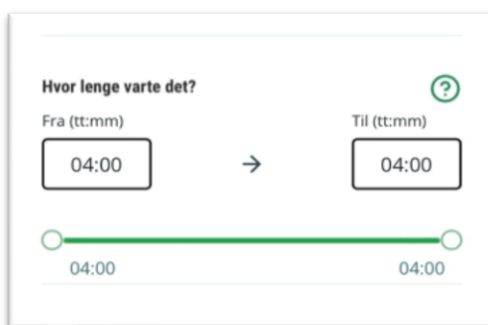 Hvor lenge varte det?
?
Fra (tt:mm)
Til (tt:mm)
04:00
→
04:00
04:00
04:00